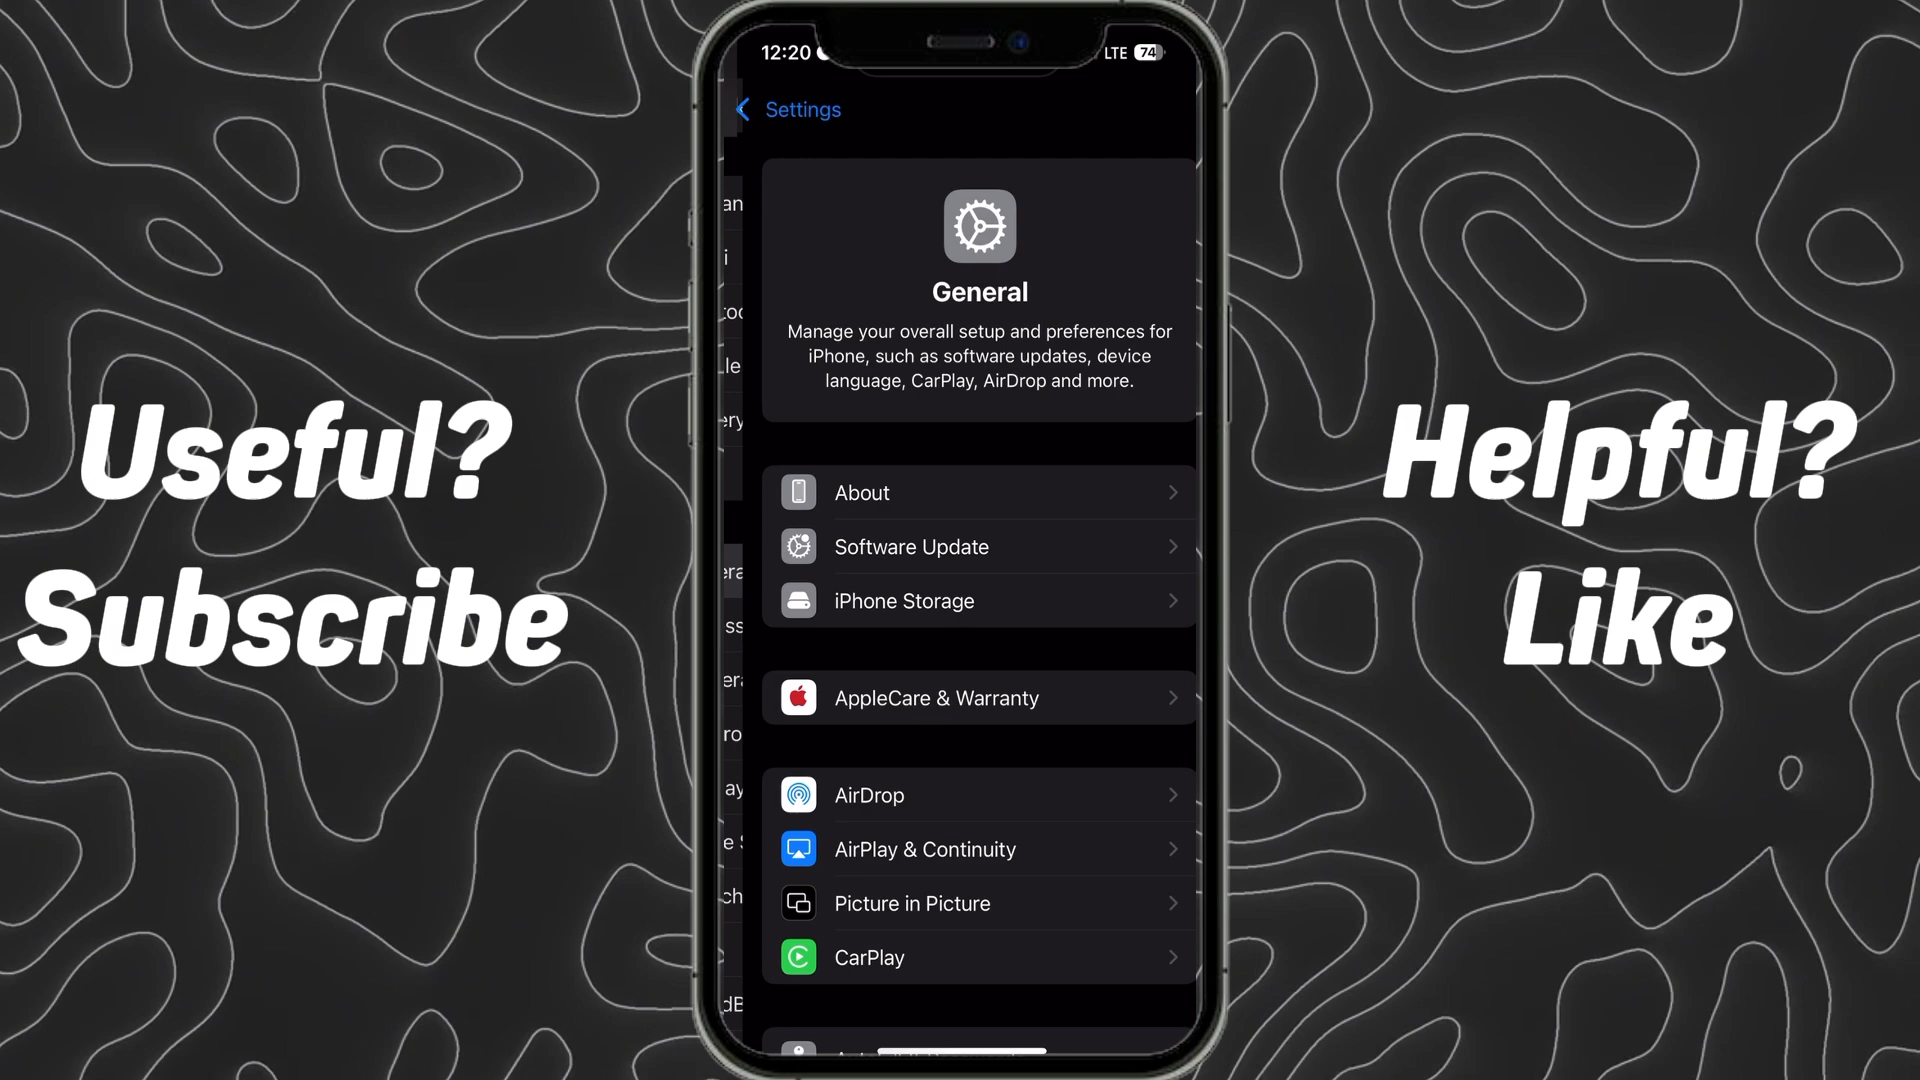 12:20
LTE 74
Settings
General
Manage your overall setup and preferences for
iPhone, such as software updates, device
language, CarPlay, AirDrop and more.
About
Software Update
iPhone Storage
AppleCare & Warranty
AirDrop
AirPlay & Continuity
Picture in Picture
CarPlay
Useful?
Subscribe
Helpful?
Like